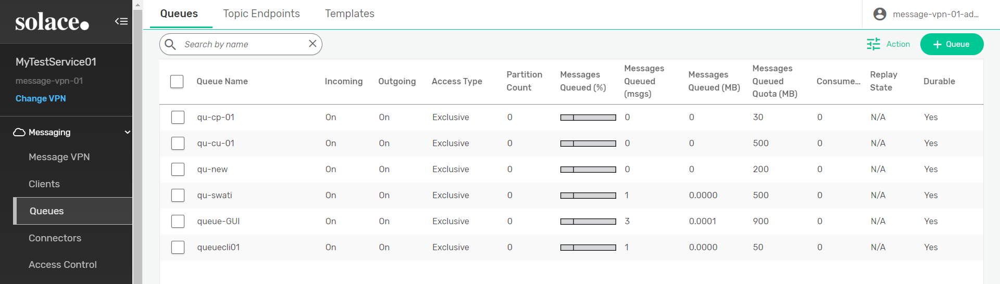 solace.
MyTestService01
message-vpn-01
Change VPN
Messaging
Message VPN
Clients
Queues
Connectors
Access Control
Queues Topic Endpoints Templates
message-vpn-01-ad...
Search by name
Action
+ Queue
Queue Name Incoming Outgoing Access Type Partition Count Messages Queued (%) Messages Queued (msgs) Messages Queued (MB) Messages Queued Quota (MB) Consume... Replay State Durable
qu-cp-01 On On Exclusive 0 0 0 30 0 N/A Yes
qu-cu-01 On On Exclusive 0 0 0 500 0 N/A Yes
qu-new On On Exclusive 0 0 0 200 0 N/A Yes
qu-swati On On Exclusive 0 1 0.0000 500 0 N/A Yes
queue-GUI On On Exclusive 0 3 0.0001 900 0 N/A Yes
queuecli01 On On Exclusive 0 1 0.0000 50 0 N/A Yes